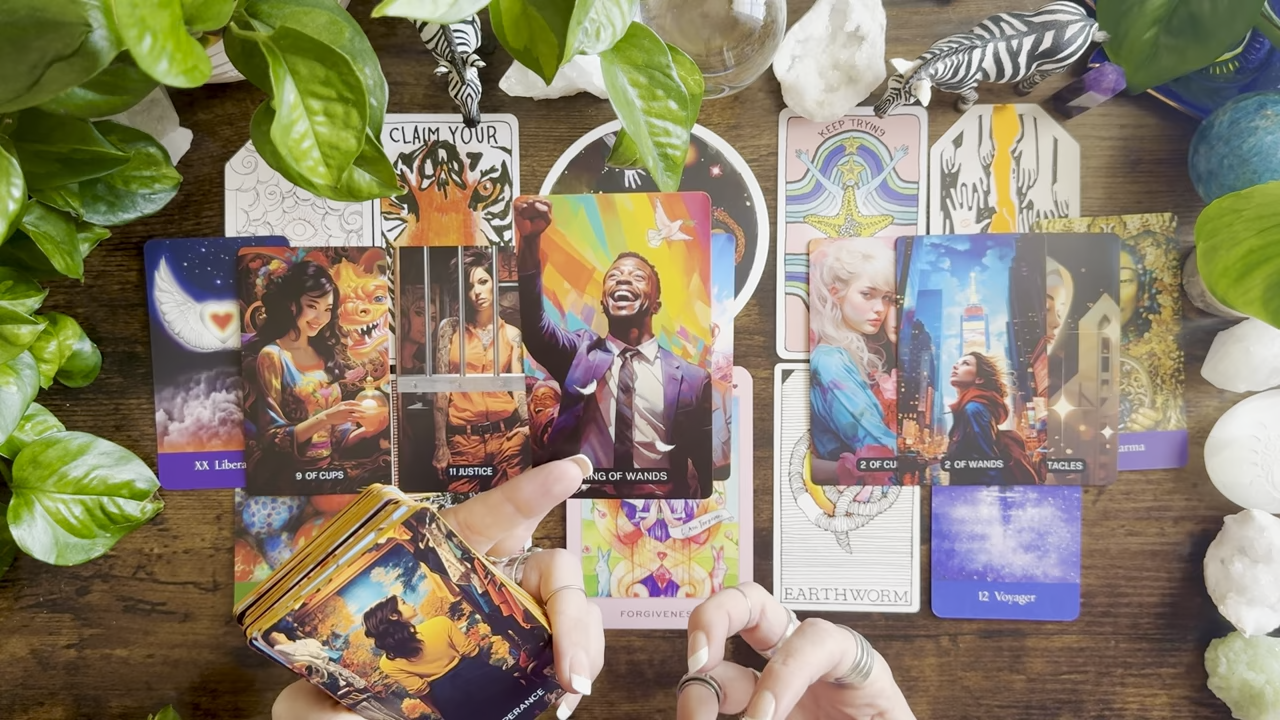 CLAIM YOUR
KEEP TRYING
XX Libera
9 OF CUPS
11 JUSTICE
KING OF WANDS
2 OF CU
2 OF WANDS
TACLES
arma
EARTHWORM
12 Voyager
FORGIVENES
PERANCE